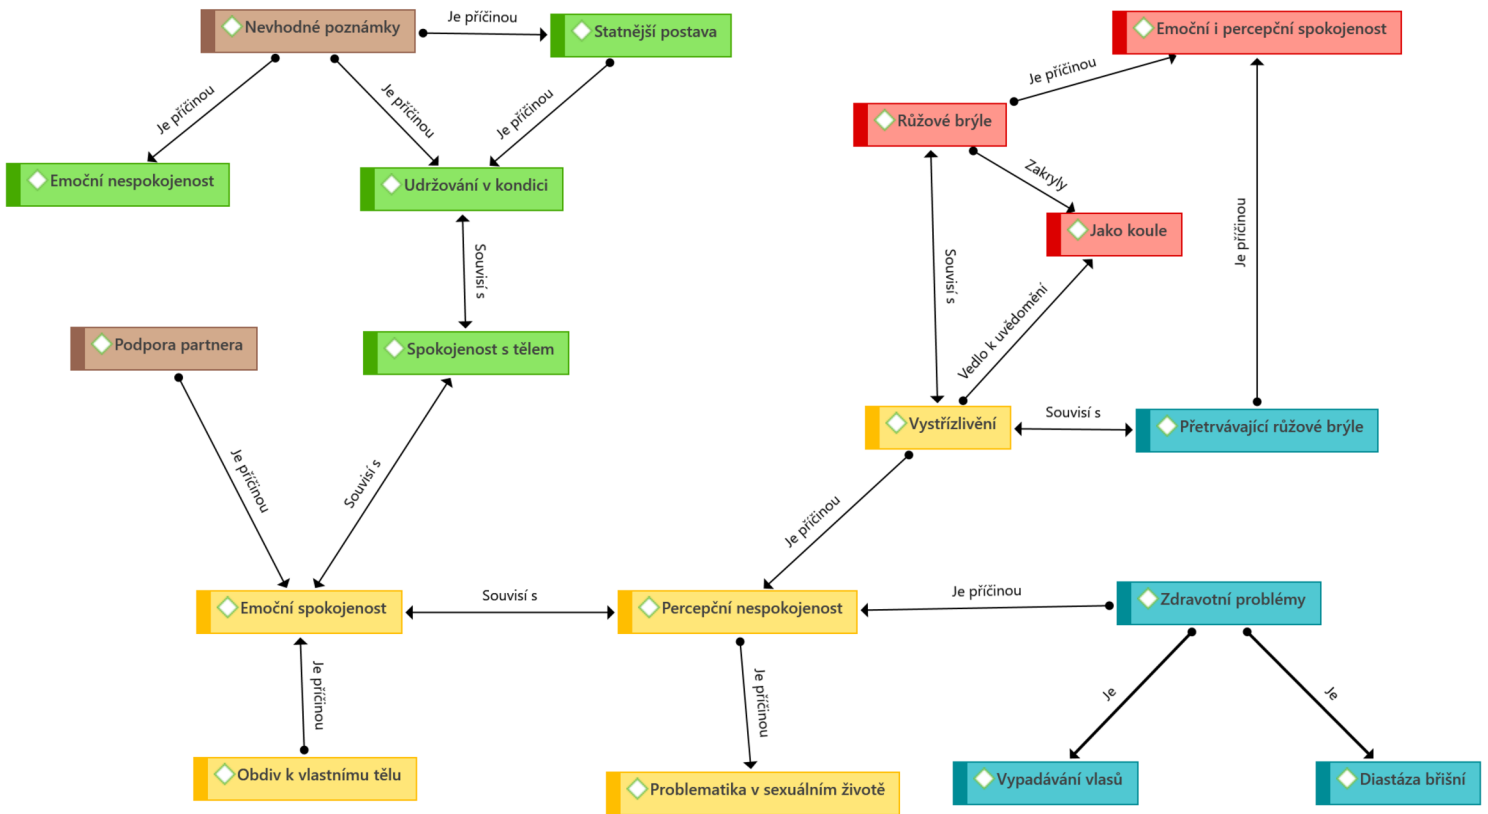 Nevhodné poznámky
Je příčinou
Statnější postava
Emoční i percepční spokojenost
Je příčinou
Je příčinou
Je příčinou
Je příčinou
Růžové brýle
Emoční nespokojenost
Udržování v kondici
Zakryly
Jako koule
Je příčinou
Souvisí s
Souvisí s
Vedlo k uvědomění
Podpora partnera
Spokojenost s tělem
Vystřízlivění
Souvisí s
Přetrvávající růžové brýle
Je příčinou
Souvisí s
Je příčinou
Emoční spokojenost
Souvisí s
Percepční nespokojenost
Je příčinou
Zdravotní problémy
Je příčinou
Je příčinou
Je
Je
Obdiv k vlastnímu tělu
Problematika v sexuálním životě
Vypadávání vlasů
Diastáza břišní